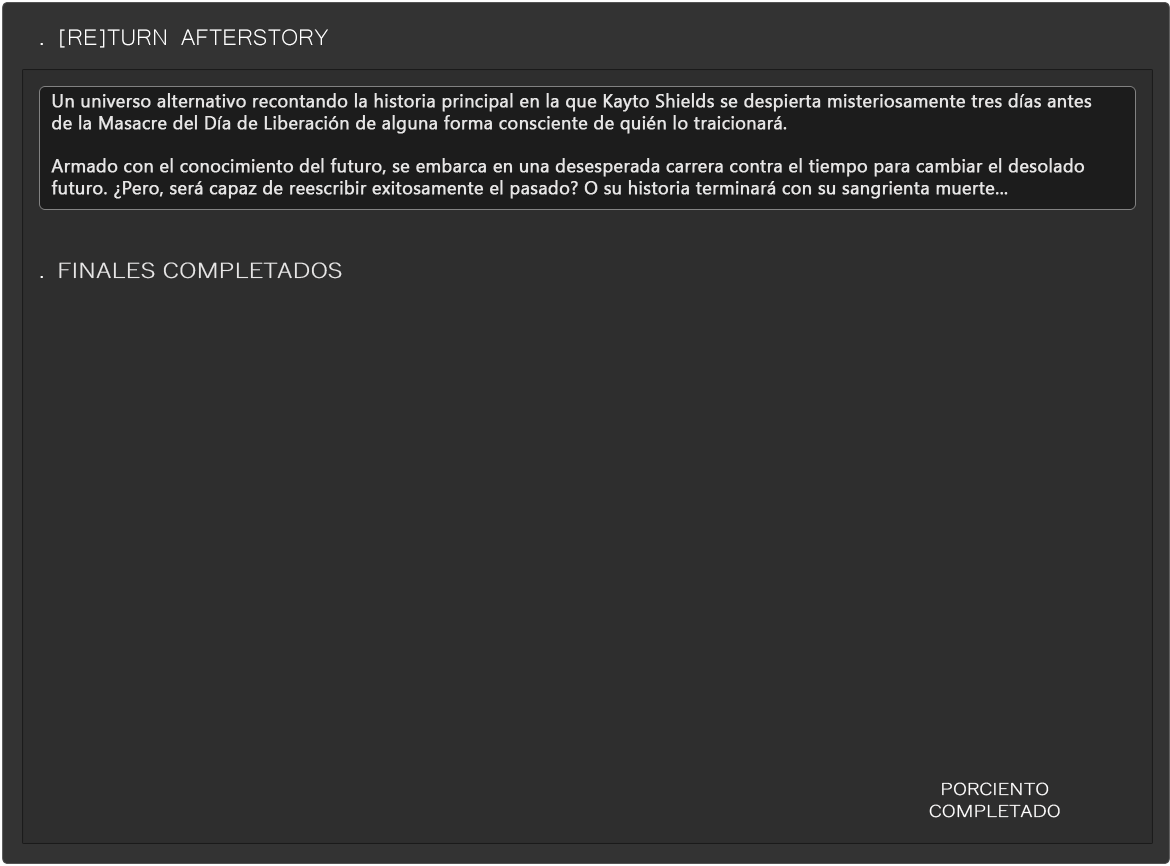 . [RE]TURN AFTERSTORY
Un universo alternativo recontando la historia principal en la que Kayto Shields se despierta misteriosamente tres días antes
de la Masacre del Día de Liberación de alguna forma consciente de quién lo traicionará.
Armado con el conocimiento del futuro, se embarca en una desesperada carrera contra el tiempo para cambiar el desolado
futuro. ¿Pero, será capaz de reescribir exitosamente el pasado? O su historia terminará con su sangrienta muerte...
. FINALES COMPLETADOS
PORCIENTO
COMPLETADO